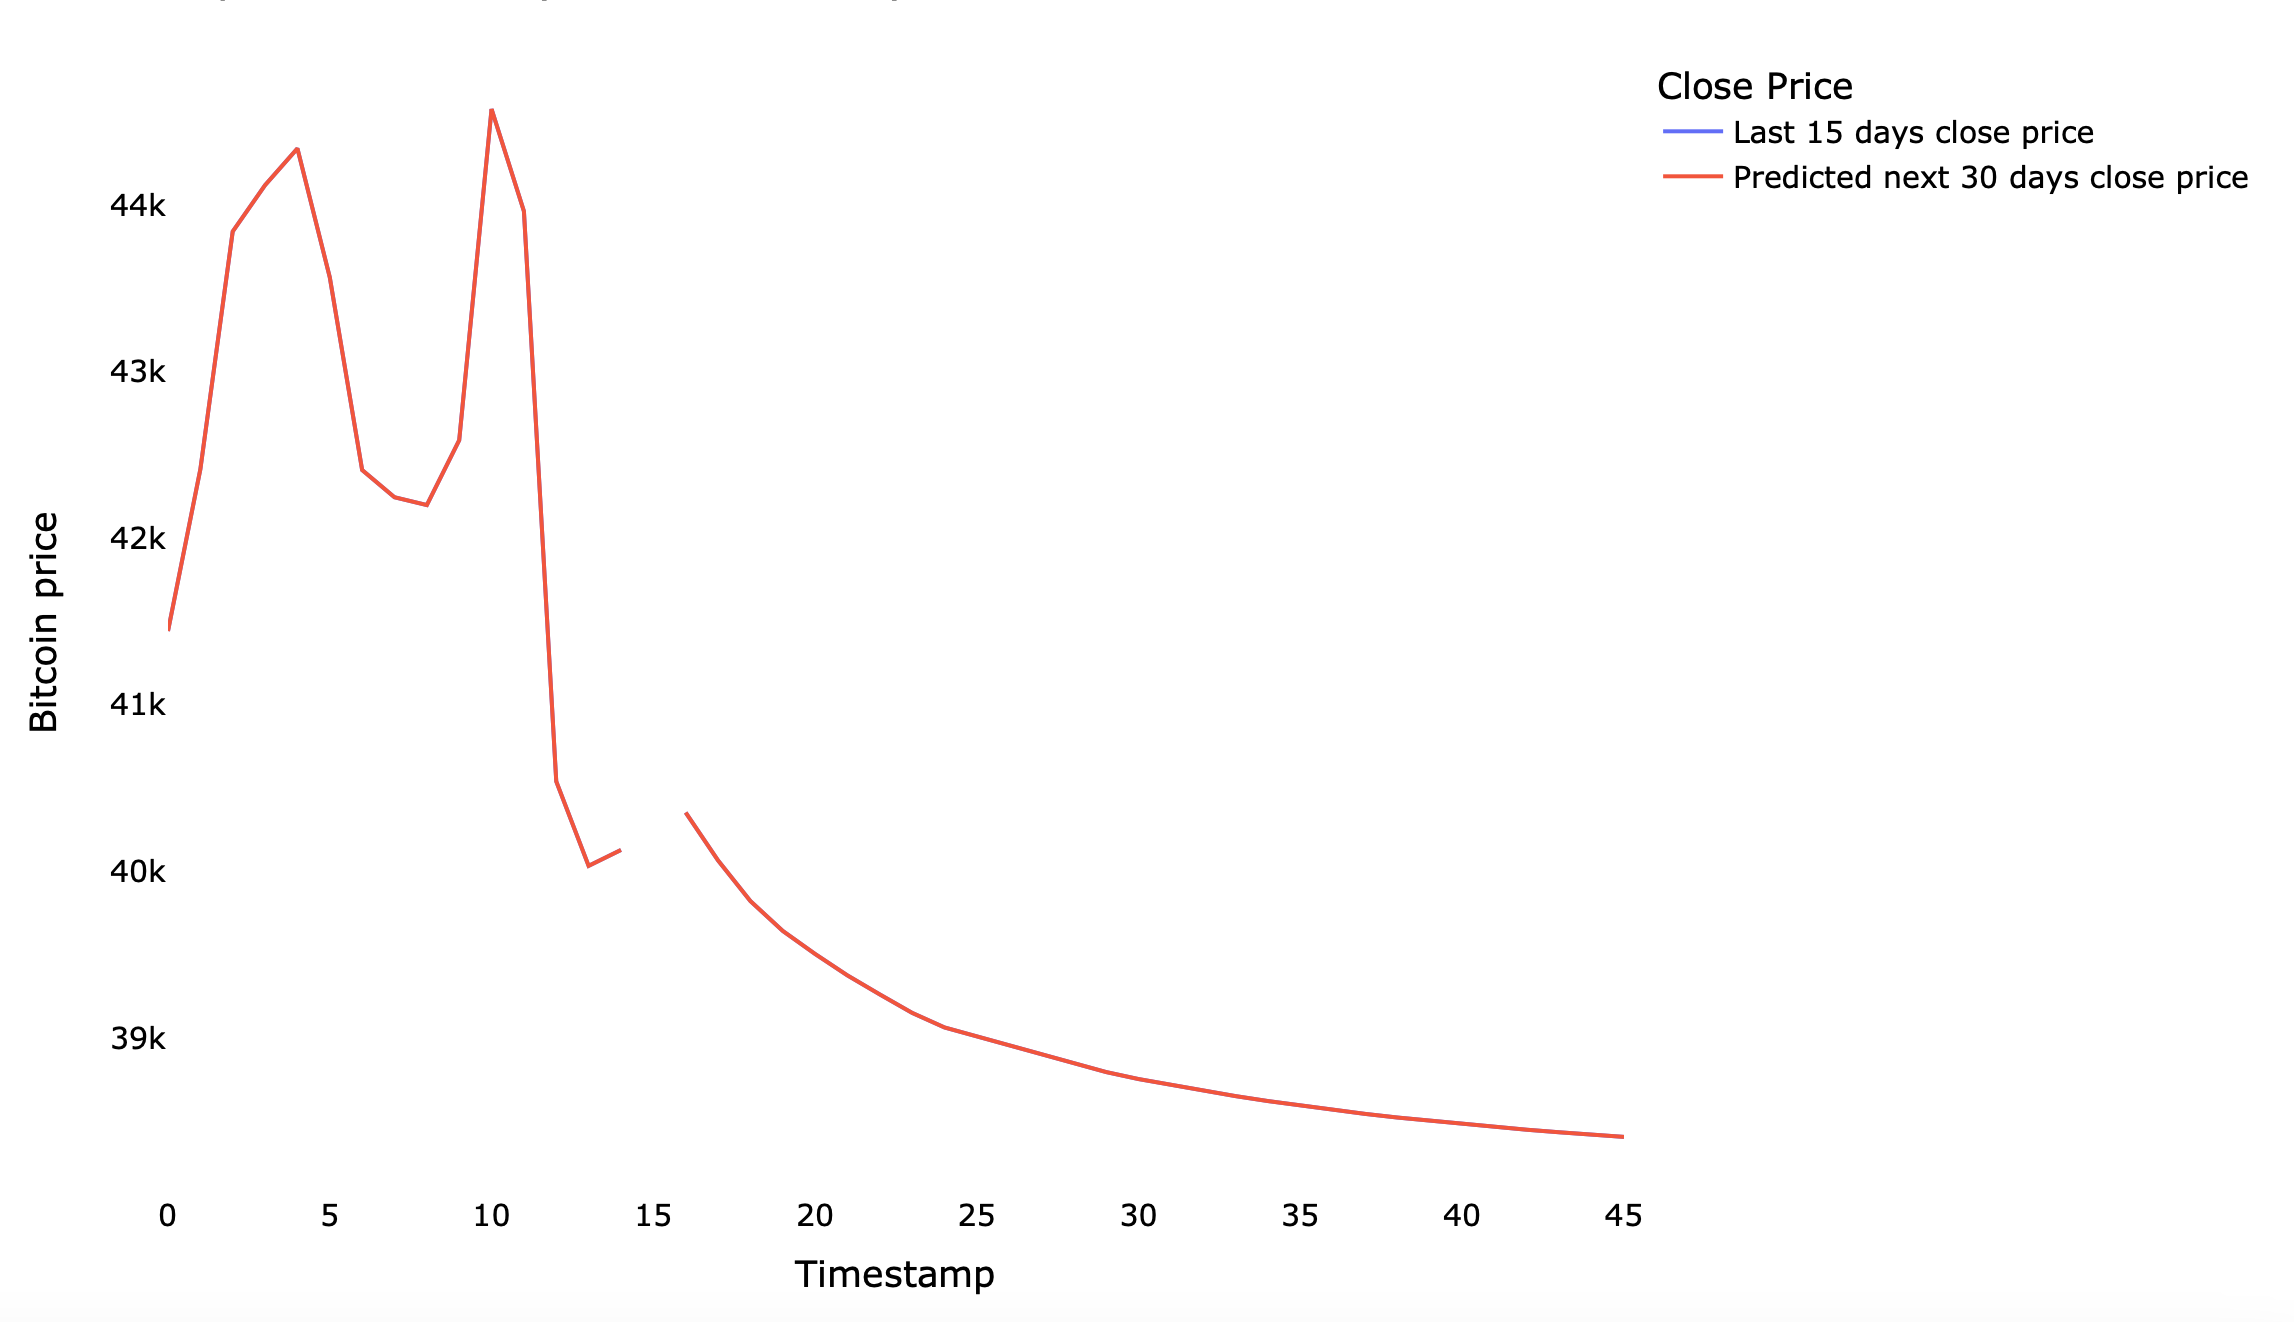 Close Price
Last 15 days close price
Predicted next 30 days close price
44k
43k
42k
41k
40k
39k
Bitcoin price
0 5 10 15 20 25 30 35 40 45
Timestamp